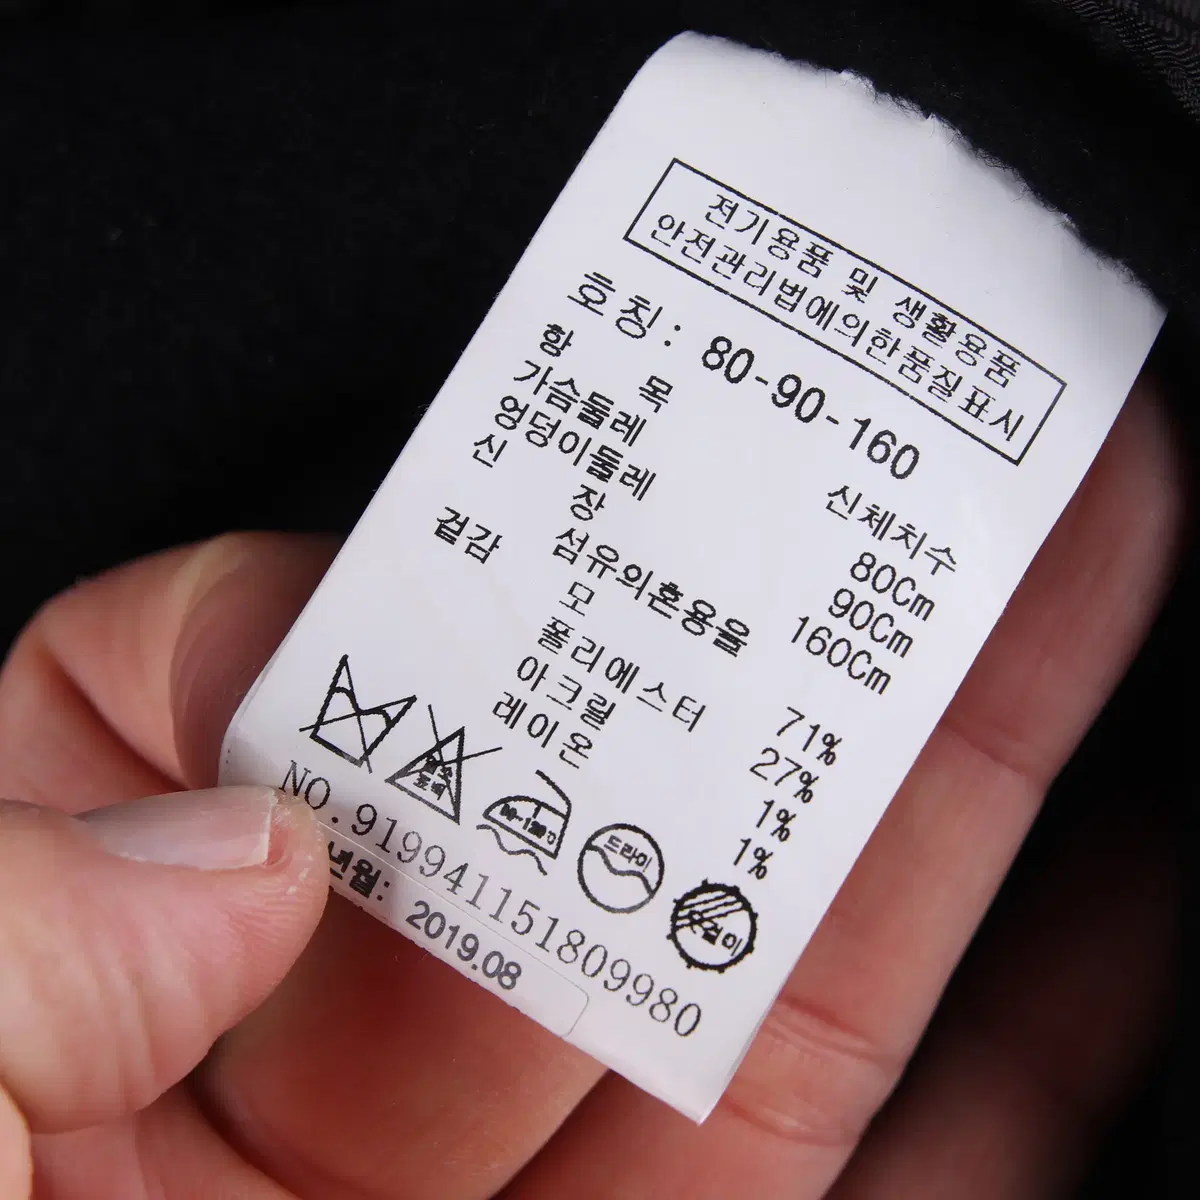 전기용품 및 생활용품
안전관리법에의한품질표시
호칭: 80-90-160
항 목 신체치수
가슴둘레 80Cm
엉덩이둘레 90Cm
신 장 160Cm
섬유의혼용율
겉감 모 71%
폴리에스터 27%
아크릴 1%
레이온 1%
드라이
옷걸이
NO.919941151809980
년월: 2019.08